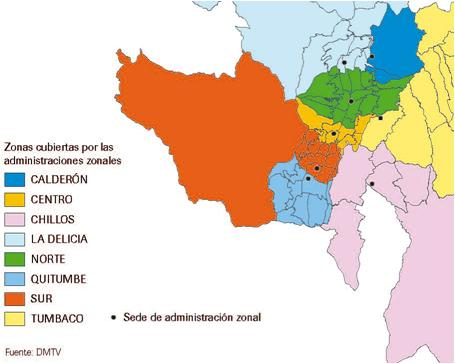 Zonas cubiertas por las
administraciones zonales
CALDERÓN
CENTRO
CHILLOS
LA DELICIA
NORTE
QUITUMBE
SUR
TUMBACO
Sede de administración zonal
Fuente: DMTV